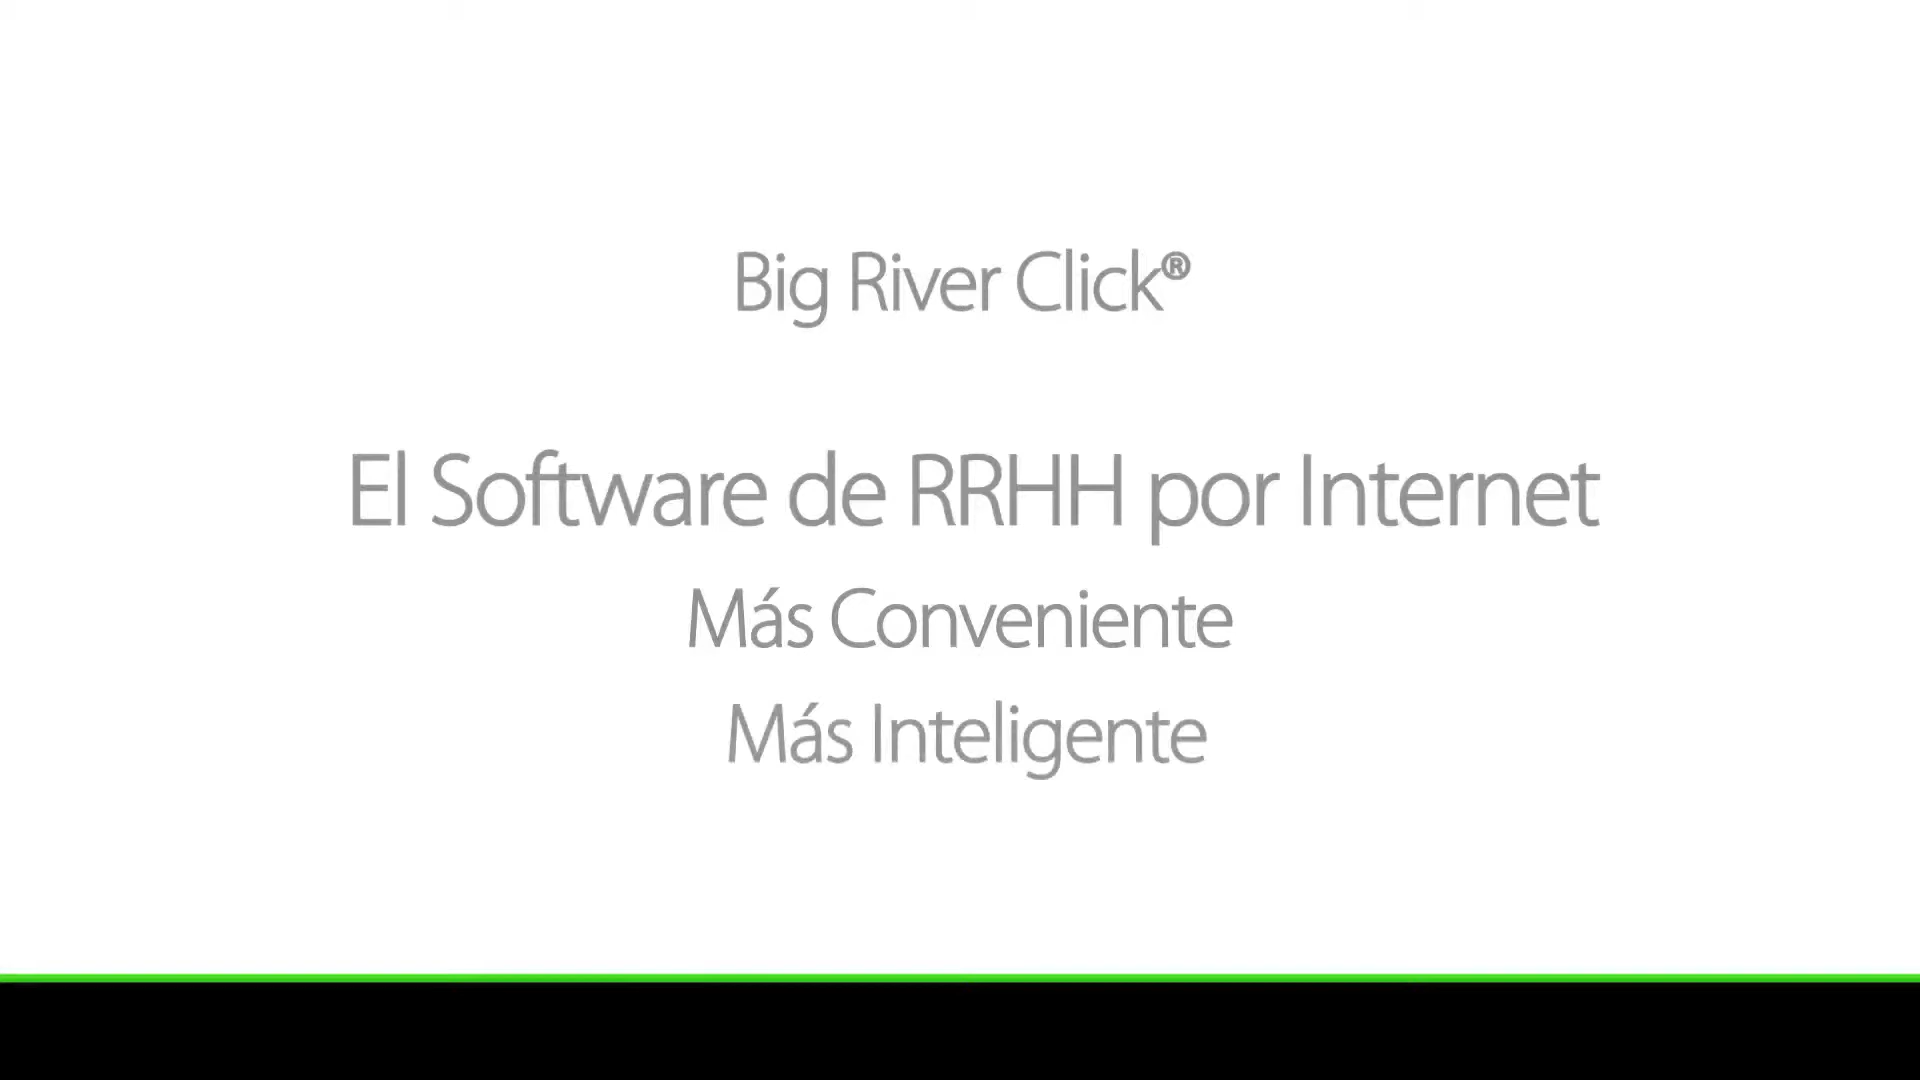 Big River Click®
El Software de RRHH por Internet
Más Conveniente
Más Inteligente